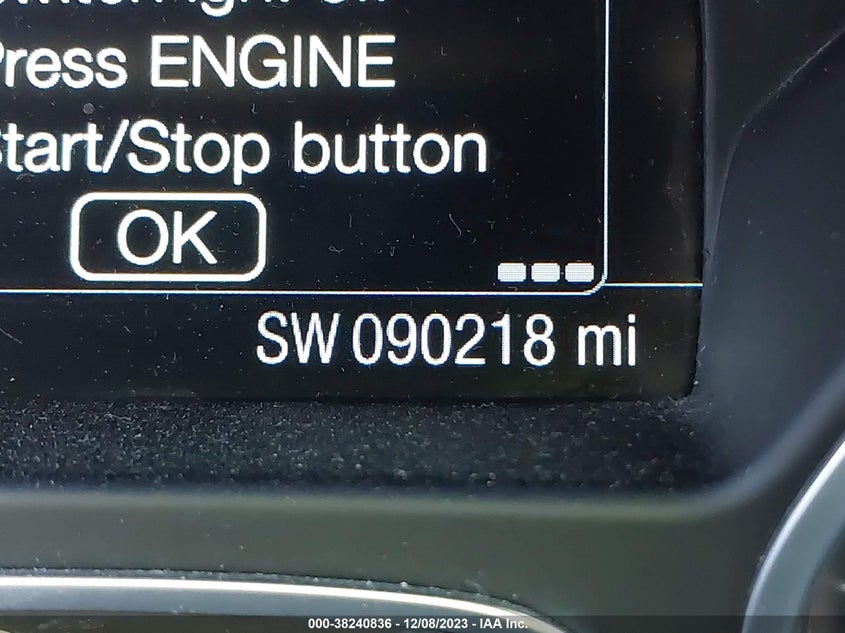 Press ENGINE
Start/Stop button
OK
SW 090218 mi
000-38240836 - 12/08/2023 - IAA Inc.